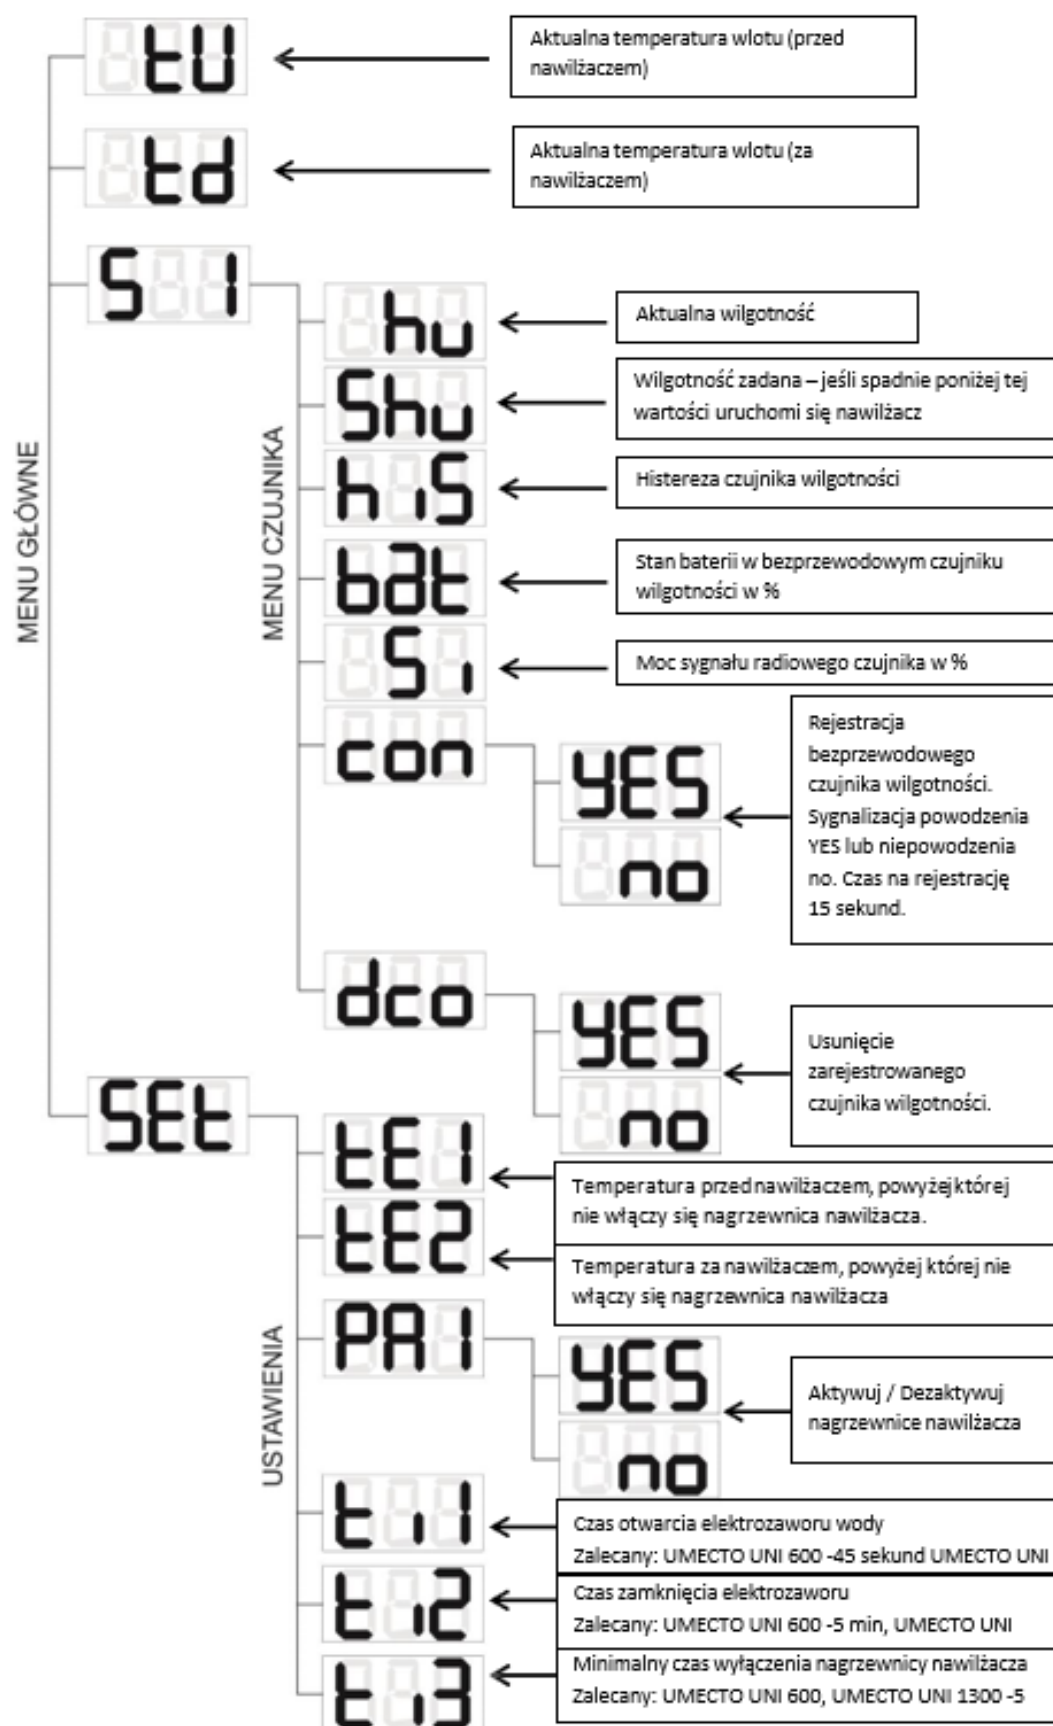 tU
Aktualna temperatura wlotu (przed
nawilżaczem)
td
Aktualna temperatura wlotu (za
nawilżaczem)
S 1
MENU GŁÓWNE
MENU CZUJNIKA
hu
Aktualna wilgotność
Shu
Wilgotność zadana – jeśli spadnie poniżej tej
wartości uruchomi się nawilżacz
hiS
Histereza czujnika wilgotności
bat
Stan baterii w bezprzewodowym czujniku
wilgotności w %
Si
Moc sygnału radiowego czujnika w %
con
YES
no
Rejestracja
bezprzewodowego
czujnika wilgotności.
Sygnalizacja powodzenia
YES lub niepowodzenia
no. Czas na rejestrację
15 sekund.
dco
YES
no
Usunięcie
zarejestrowanego
czujnika wilgotności.
SEt
USTAWIENIA
tE1
Temperatura przed nawilżaczem, powyżej której
nie włączy się nagrzewnica nawilżacza.
tE2
Temperatura za nawilżaczem, powyżej której nie
włączy się nagrzewnica nawilżacza
PA1
YES
no
Aktywuj / Dezaktywuj
nagrzewnice nawilżacza
ti1
Czas otwarcia elektrozaworu wody
Zalecany: UMECTO UNI 600 -45 sekund UMECTO UNI
ti2
Czas zamknięcia elektrozaworu
Zalecany: UMECTO UNI 600 -5 min, UMECTO UNI
ti3
Minimalny czas wyłączenia nagrzewnicy nawilżacza
Zalecany: UMECTO UNI 600, UMECTO UNI 1300 -5